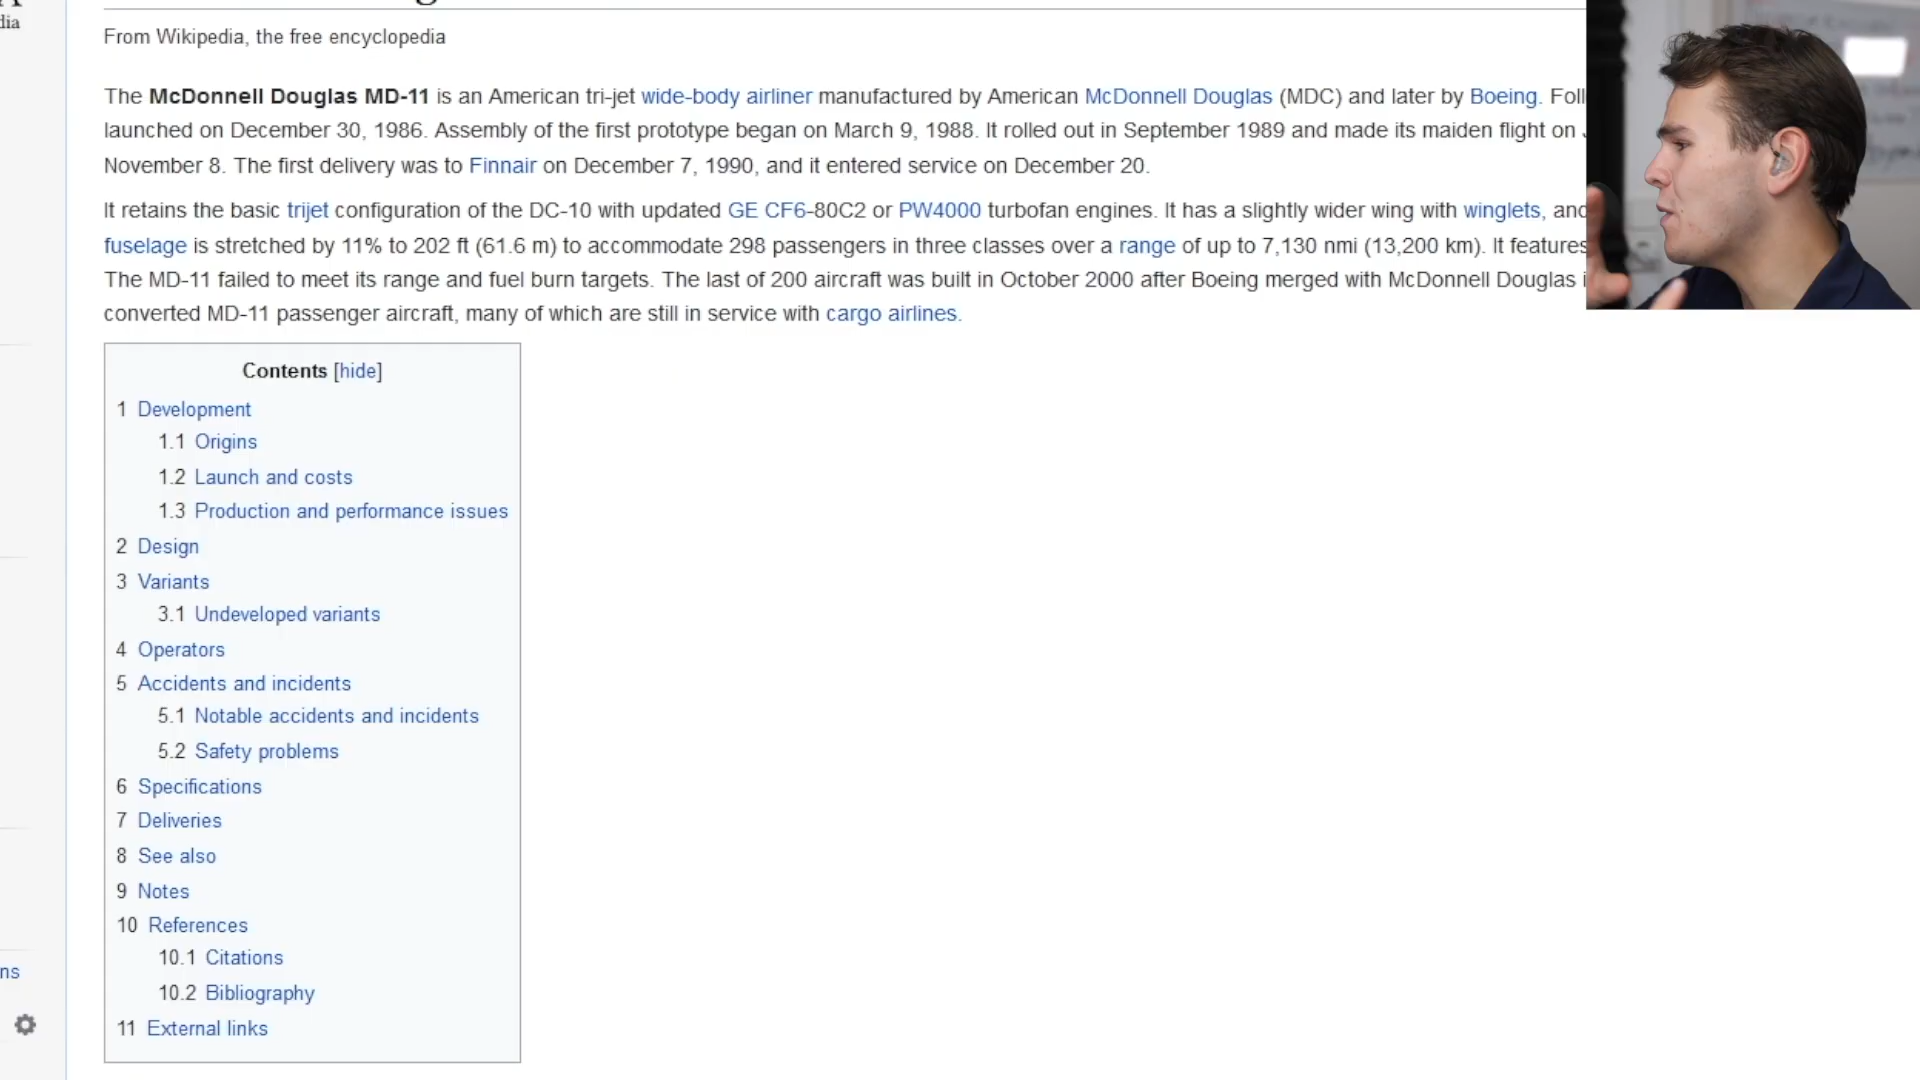 dia
From Wikipedia, the free encyclopedia
The McDonnell Douglas MD-11 is an American tri-jet wide-body airliner manufactured by American McDonnell Douglas (MDC) and later by Boeing. Foll
launched on December 30, 1986. Assembly of the first prototype began on March 9, 1988. It rolled out in September 1989 and made its maiden flight on
November 8. The first delivery was to Finnair on December 7, 1990, and it entered service on December 20.
It retains the basic trijet configuration of the DC-10 with updated GE CF6-80C2 or PW4000 turbofan engines. It has a slightly wider wing with winglets, and
fuselage is stretched by 11% to 202 ft (61.6 m) to accommodate 298 passengers in three classes over a range of up to 7,130 nmi (13,200 km). It features
The MD-11 failed to meet its range and fuel burn targets. The last of 200 aircraft was built in October 2000 after Boeing merged with McDonnell Douglas i
converted MD-11 passenger aircraft, many of which are still in service with cargo airlines.
Contents [hide]
1 Development
1.1 Origins
1.2 Launch and costs
1.3 Production and performance issues
2 Design
3 Variants
3.1 Undeveloped variants
4 Operators
5 Accidents and incidents
5.1 Notable accidents and incidents
5.2 Safety problems
6 Specifications
7 Deliveries
8 See also
9 Notes
10 References
10.1 Citations
10.2 Bibliography
11 External links
ns